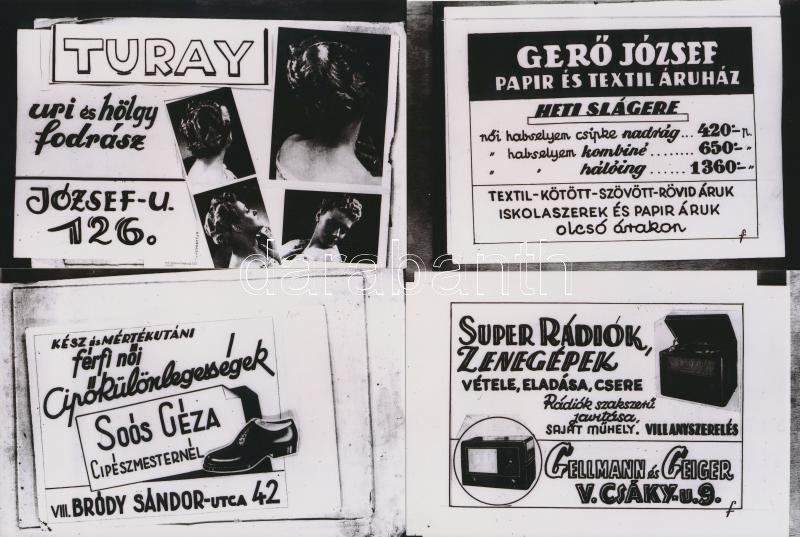 TURAY
uri és hölgy
fodrász
JÓZSEF-U.
126.
GERŐ JÓZSEF
PAPIR ÉS TEXTIL ÁRUHÁZ
HETI SLÁGERE
női habselyem csipke nadrág... 420:-n.
" habselyem kombiné ........ 650:- "
" " hálóing ...... 1360:- "
TEXTIL-KÖTÖTT-SZÖVÖTT-RÖVID ÁRUK
ISKOLASZEREK ÉS PAPIR ÁRUK
olcsó árakon
f
KÉSZ és MÉRTÉKUTÁNI
férfi női
Cipőkülönlegességek
SOÓS GÉZA
CIPÉSZMESTERNÉL
VIII. BRÓDY SÁNDOR-UTCA 42
SUPER RÁDIÓK,
ZENEGÉPEK
VÉTELE, ELADÁSA, CSERE
Rádiók szakszerű
javitása,
SAJÁT MŰHELY. VILLANYSZERELÉS
GELLMANN és GEIGER
V. CSÁKY-u. 9.
f
darabanth